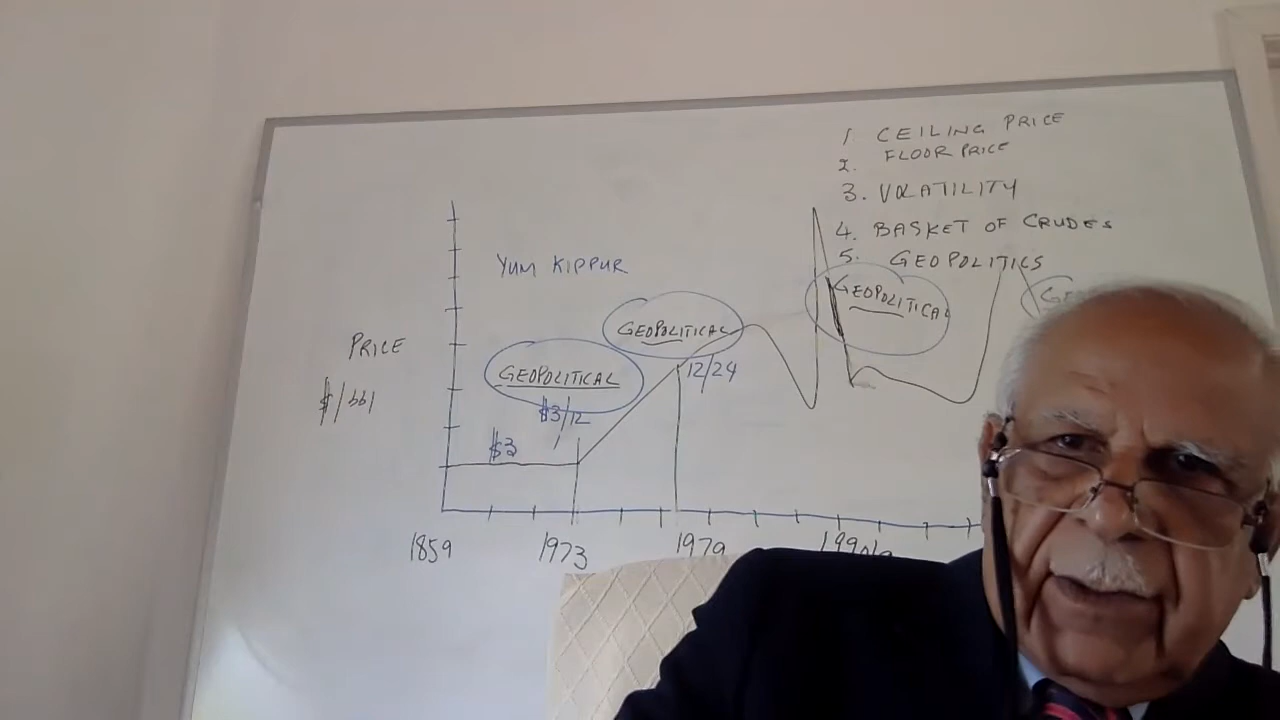 1. CEILING PRICE
2. FLOOR PRICE
3. VOLATILITY
4. BASKET OF CRUDES
5. GEOPOLITICS
YUM KIPPUR
GEOPOLITICAL
GEOPOLITICAL
GEOPOLITICAL
PRICE
$/bbl
12/24
$3/12
$3
1859
1973
1979